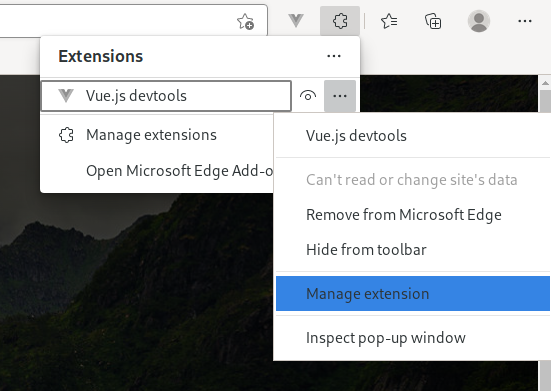 Extensions
Vue.js devtools
Manage extensions
Open Microsoft Edge Add-o
Vue.js devtools
Can't read or change site's data
Remove from Microsoft Edge
Hide from toolbar
Manage extension
Inspect pop-up window